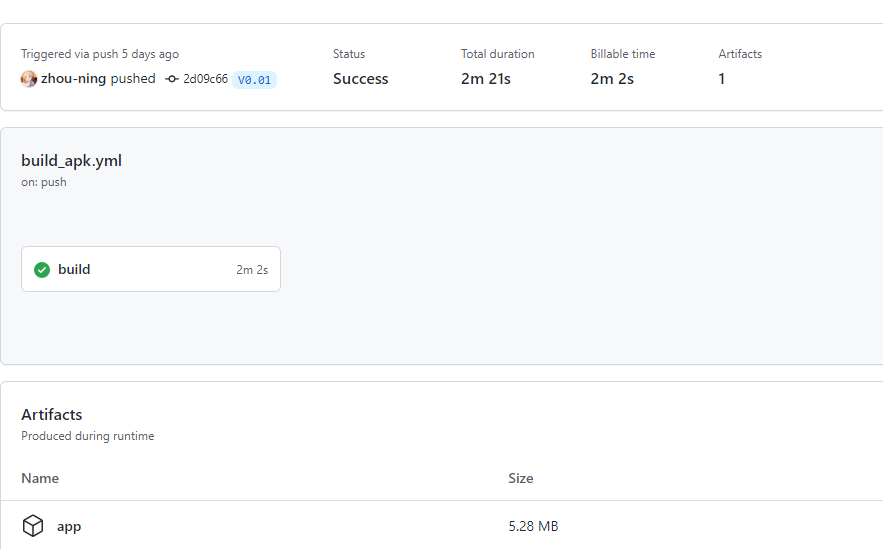 Triggered via push 5 days ago
zhou-ning pushed 2d09c66 V0.01
Status
Success
Total duration
2m 21s
Billable time
2m 2s
Artifacts
1
build_apk.yml
on: push
build 2m 2s
Artifacts
Produced during runtime
Name Size
app 5.28 MB